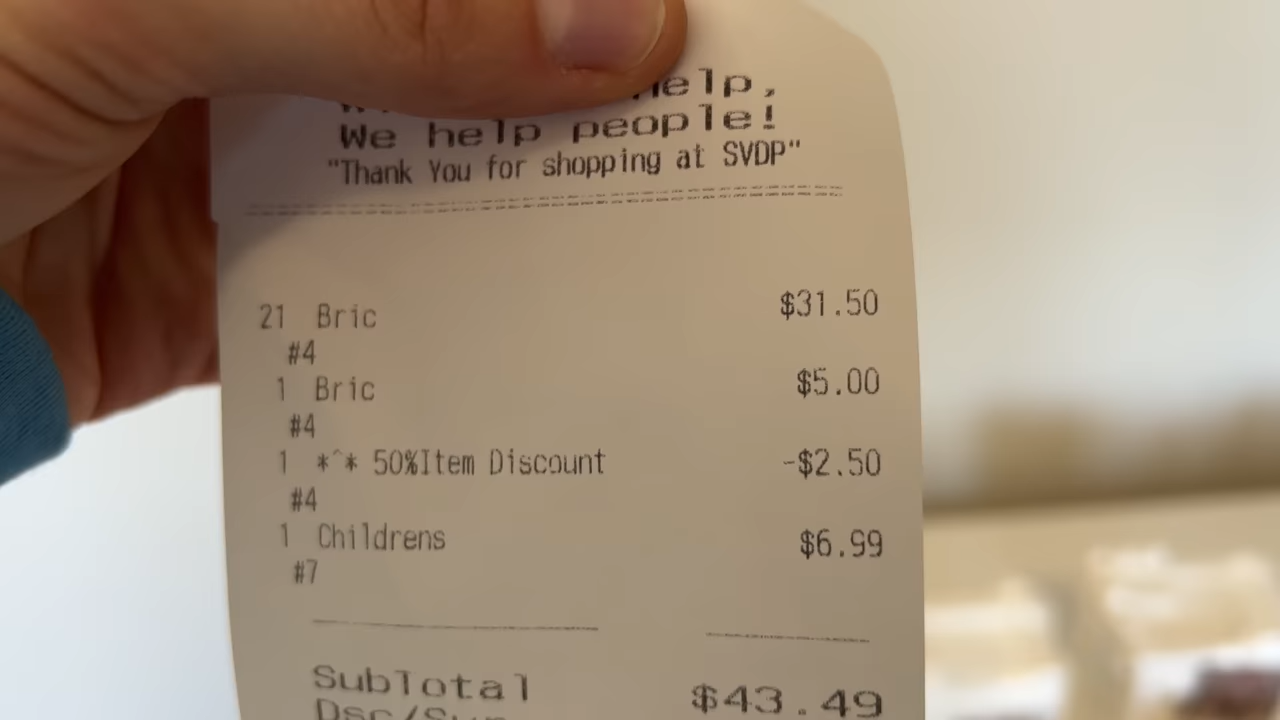 help,
We help people!
"Thank You for shopping at SVDP"
21 Bric $31.50
#4
1 Bric $5.00
#4
1 *^* 50%Item Discount -$2.50
#4
1 Childrens $6.99
#7
SubTotal $43.49